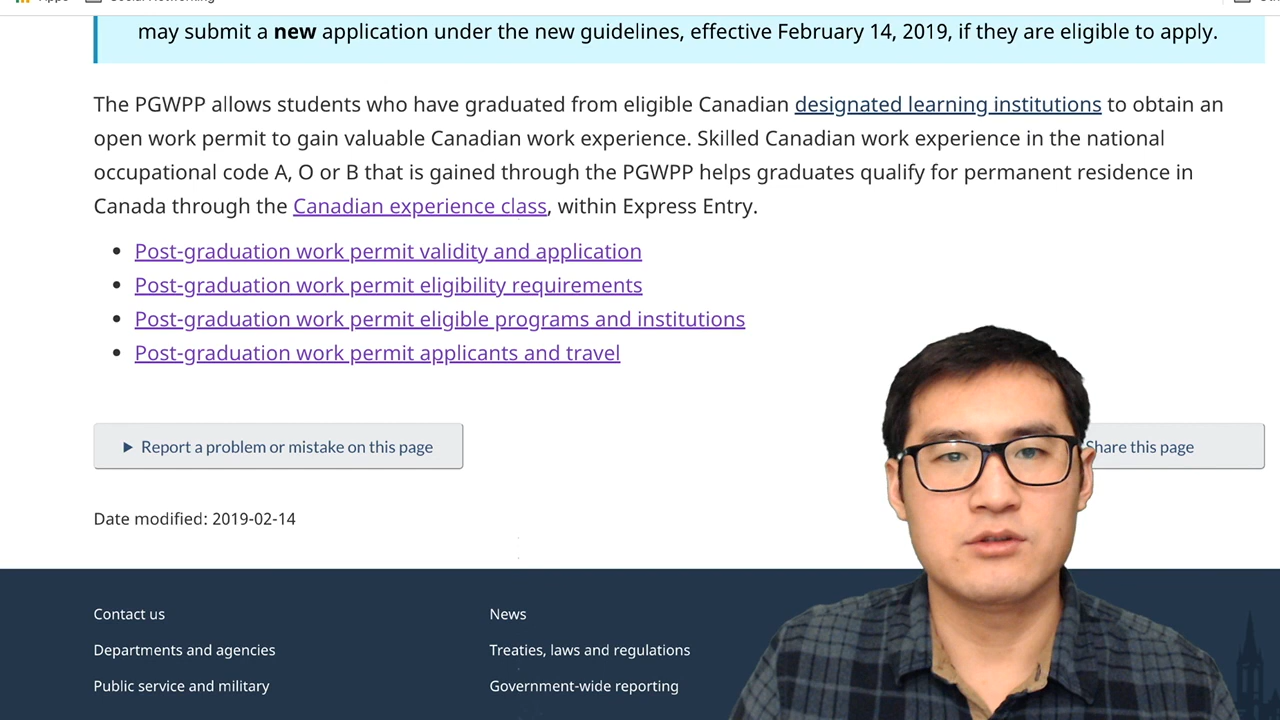 may submit a new application under the new guidelines, effective February 14, 2019, if they are eligible to apply.
The PGWPP allows students who have graduated from eligible Canadian designated learning institutions to obtain an
open work permit to gain valuable Canadian work experience. Skilled Canadian work experience in the national
occupational code A, O or B that is gained through the PGWPP helps graduates qualify for permanent residence in
Canada through the Canadian experience class, within Express Entry.
• Post-graduation work permit validity and application
• Post-graduation work permit eligibility requirements
• Post-graduation work permit eligible programs and institutions
• Post-graduation work permit applicants and travel
Report a problem or mistake on this page
Share this page
Date modified: 2019-02-14
Contact us
News
Departments and agencies
Treaties, laws and regulations
Public service and military
Government-wide reporting